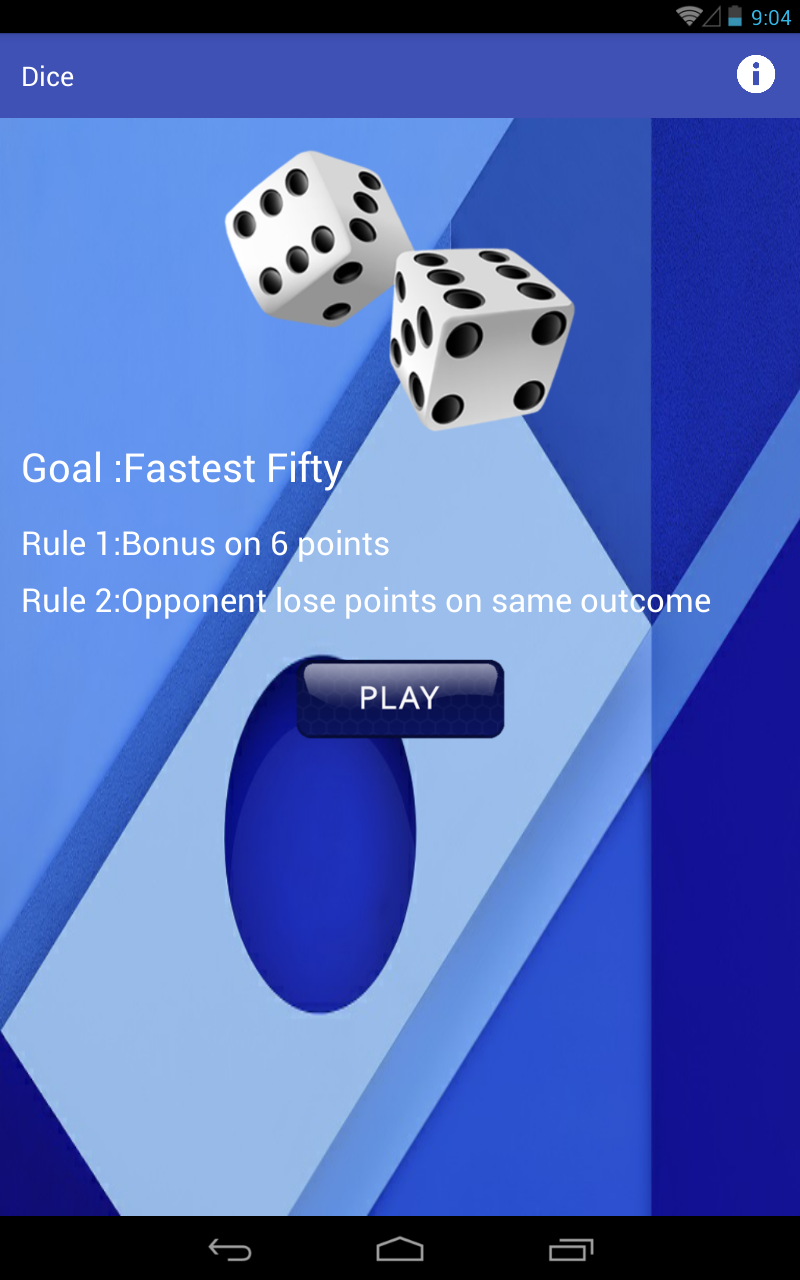 9:04
Dice
Goal :Fastest Fifty
Rule 1:Bonus on 6 points
Rule 2:Opponent lose points on same outcome
PLAY